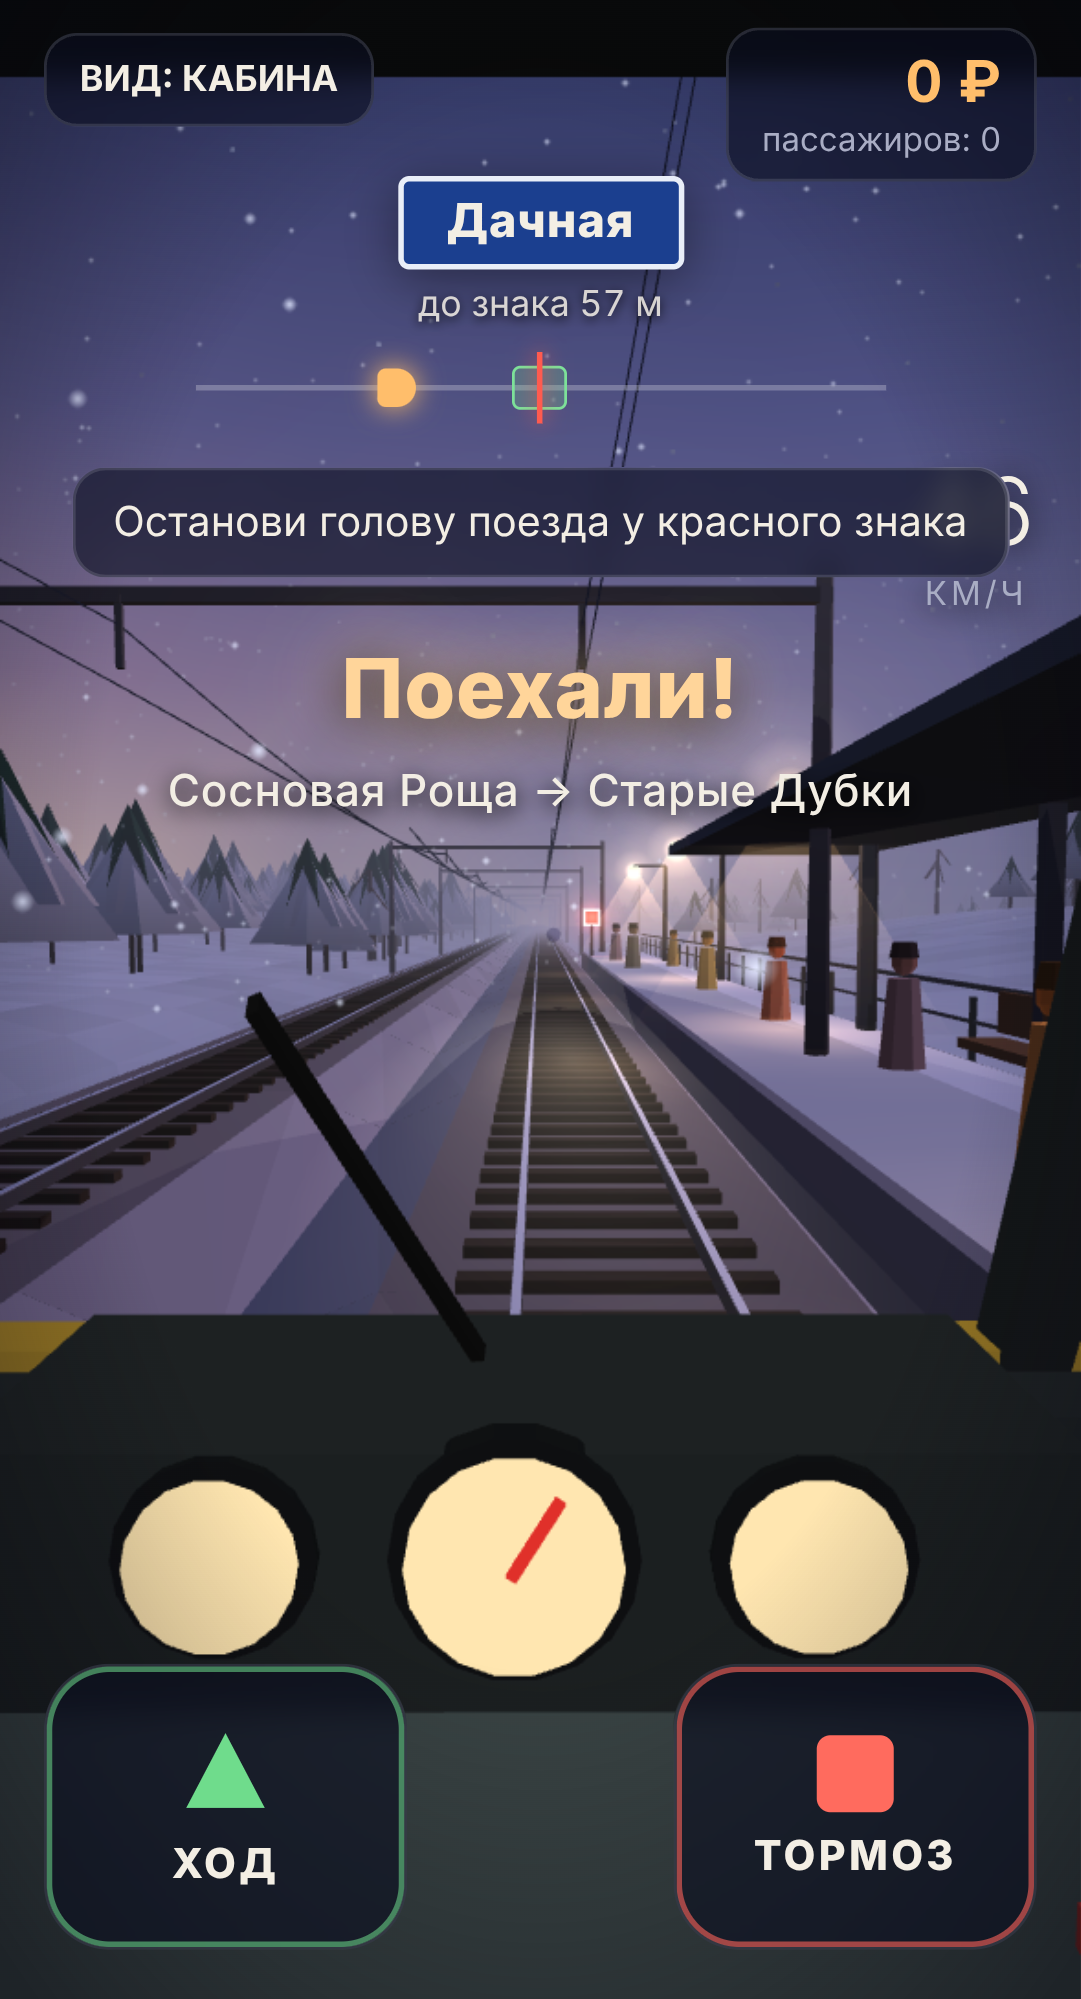 ВИД: КАБИНА
0 ₽
пассажиров: 0
Дачная
до знака 57 м
Останови голову поезда у красного знака
КМ/Ч
Поехали!
Сосновая Роща → Старые Дубки
ХОД
ТОРМОЗ